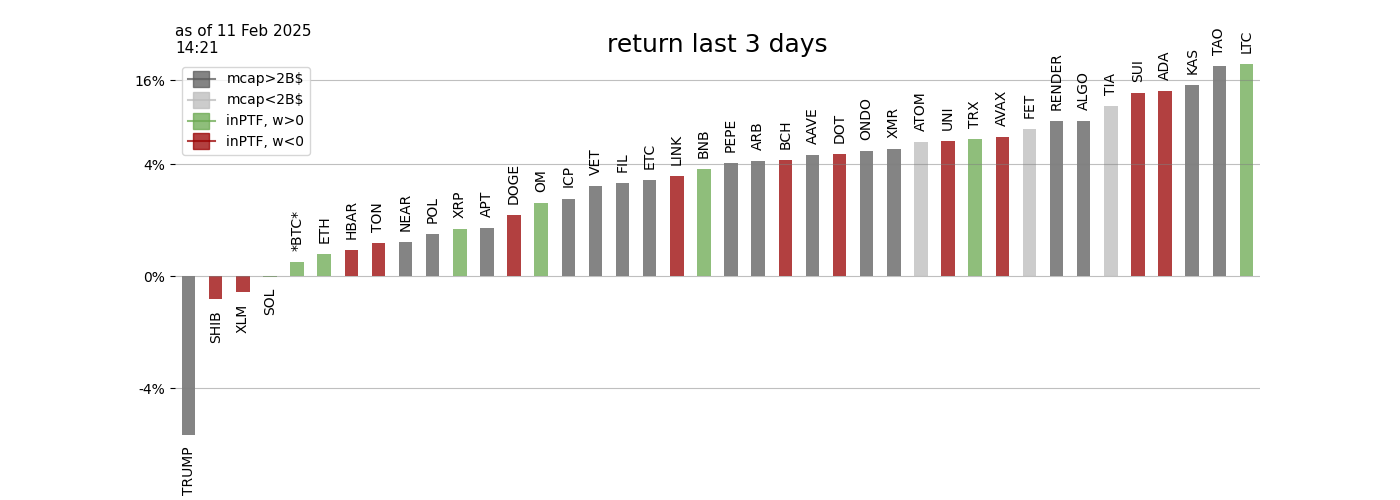 as of 11 Feb 2025
14:21
return last 3 days
mcap>2B$
mcap<2B$
inPTF, w>0
inPTF, w<0
16%
4%
0%
-4%
TRUMP
SHIB
XLM
SOL
*BTC*
ETH
HBAR
TON
NEAR
POL
XRP
APT
DOGE
OM
ICP
VET
FIL
ETC
LINK
BNB
PEPE
ARB
BCH
AAVE
DOT
ONDO
XMR
ATOM
UNI
TRX
AVAX
FET
RENDER
ALGO
TIA
SUI
ADA
KAS
TAO
LTC